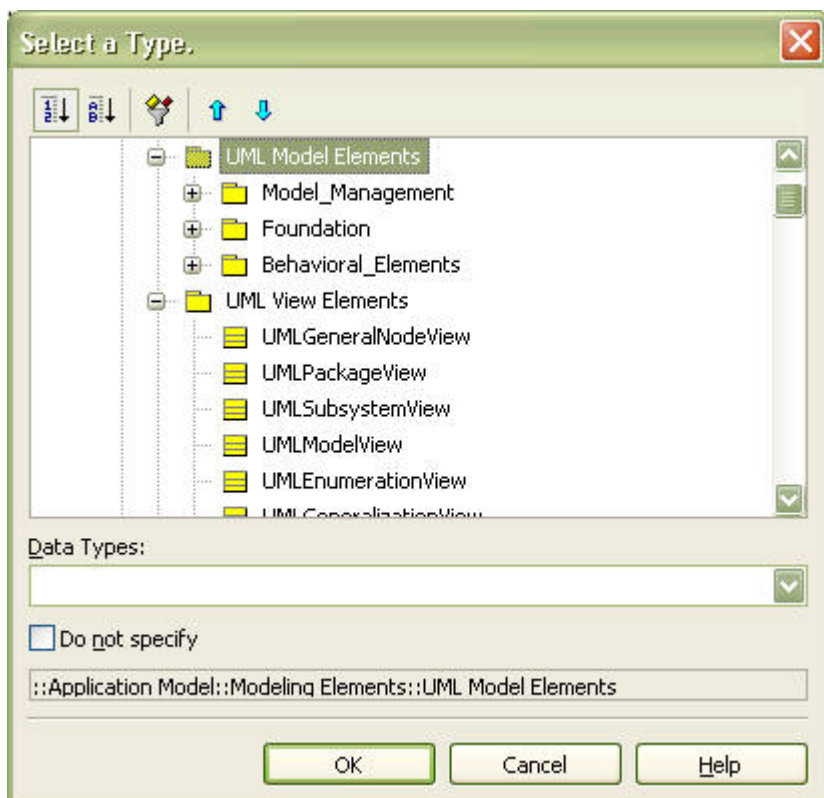 Select a Type.
UML Model Elements
Model_Management
Foundation
Behavioral_Elements
UML View Elements
UMLGeneralNodeView
UMLPackageView
UMLSubsystemView
UMLModelView
UMLEnumerationView
UMLGeneralizationView
Data Types:
Do not specify
::Application Model::Modeling Elements::UML Model Elements
OK Cancel Help